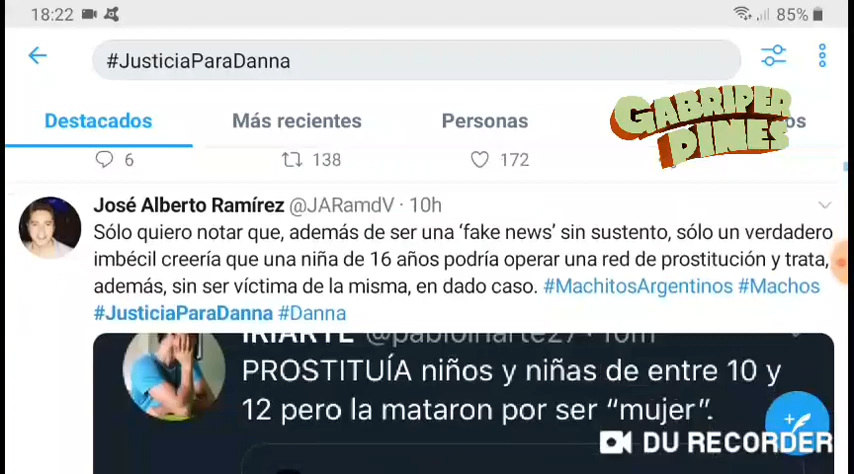 18:22 85%
#JusticiaParaDanna
Destacados Más recientes Personas os
GABRIPER
PINES
6 138 172
José Alberto Ramírez @JARamdV · 10h
Sólo quiero notar que, además de ser una ‘fake news’ sin sustento, sólo un verdadero
imbécil creería que una niña de 16 años podría operar una red de prostitución y trata,
además, sin ser víctima de la misma, en dado caso. #MachitosArgentinos #Machos
#JusticiaParaDanna #Danna
IRIARTE @pabloiriarte27 · 10m
PROSTITUÍA niños y niñas de entre 10 y
12 pero la mataron por ser “mujer”.
DU RECORDER